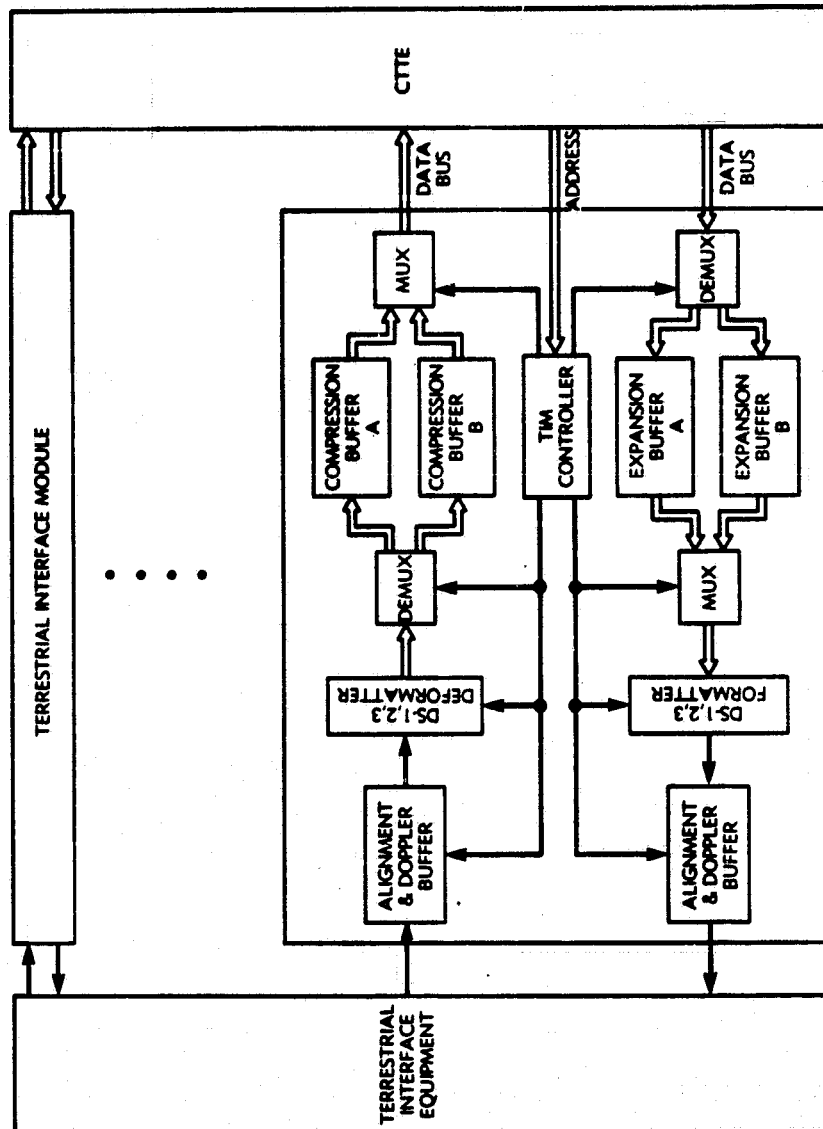 TERRESTRIAL INTERFACE MODULE
CTTE
TERRESTRIAL
INTERFACE
EQUIPMENT
ALIGNMENT
& DOPPLER
BUFFER
DS-1,2,3
DEFORMATTER
DEMUX
COMPRESSION
BUFFER
A
COMPRESSION
BUFFER
B
MUX
DATA
BUS
TIM
CONTROLLER
ADDRESS
ALIGNMENT
& DOPPLER
BUFFER
DS-1,2,3
FORMATTER
MUX
EXPANSION
BUFFER
A
EXPANSION
BUFFER
B
DEMUX
DATA
BUS